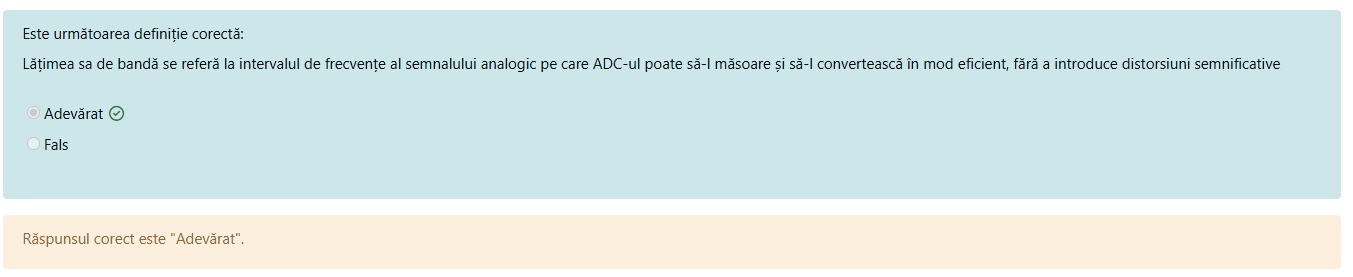 Este următoarea definiție corectă:
Lățimea sa de bandă se referă la intervalul de frecvențe al semnalului analogic pe care ADC-ul poate să-l măsoare și să-l convertească în mod eficient, fără a introduce distorsiuni semnificative
Adevărat
Fals
Răspunsul corect este "Adevărat".